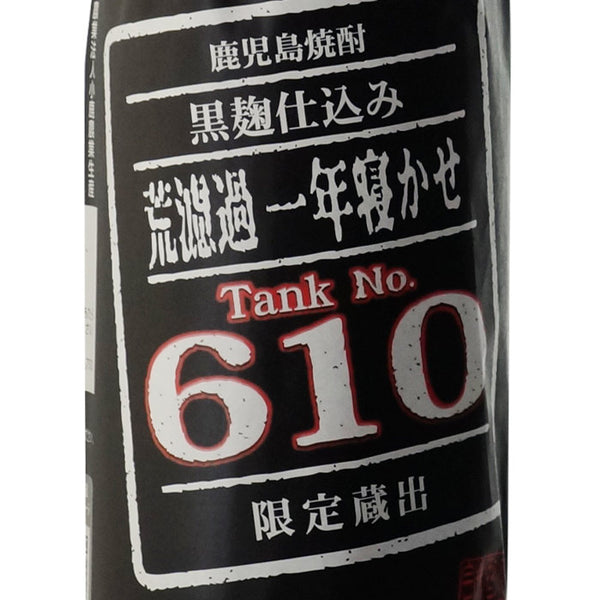 鹿児島焼酎
黒麹仕込み
荒濾過 一年寝かせ
Tank No.
610
限定蔵出